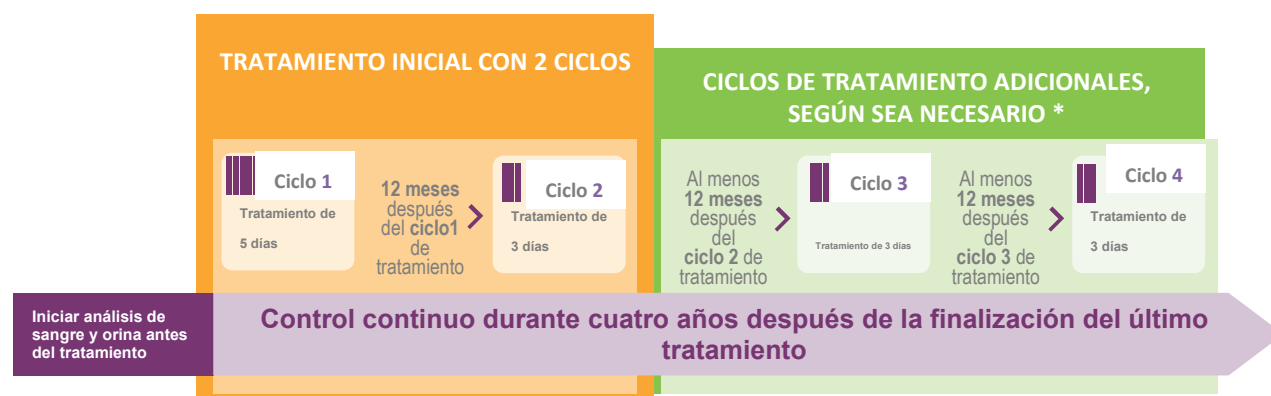 TRATAMIENTO INICIAL CON 2 CICLOS
CICLOS DE TRATAMIENTO ADICIONALES,
SEGÚN SEA NECESARIO *
Ciclo 1
Tratamiento de
5 días
12 meses
después
del ciclo1
de
tratamiento
Ciclo 2
Tratamiento de
3 días
Al menos
12 meses
después
del
ciclo 2 de
tratamiento
Ciclo 3
Tratamiento de 3 días
Al menos
12 meses
después
del
ciclo 3 de
tratamiento
Ciclo 4
Tratamiento de
3 días
Iniciar análisis de
sangre y orina antes
del tratamiento
Control continuo durante cuatro años después de la finalización del último
tratamiento